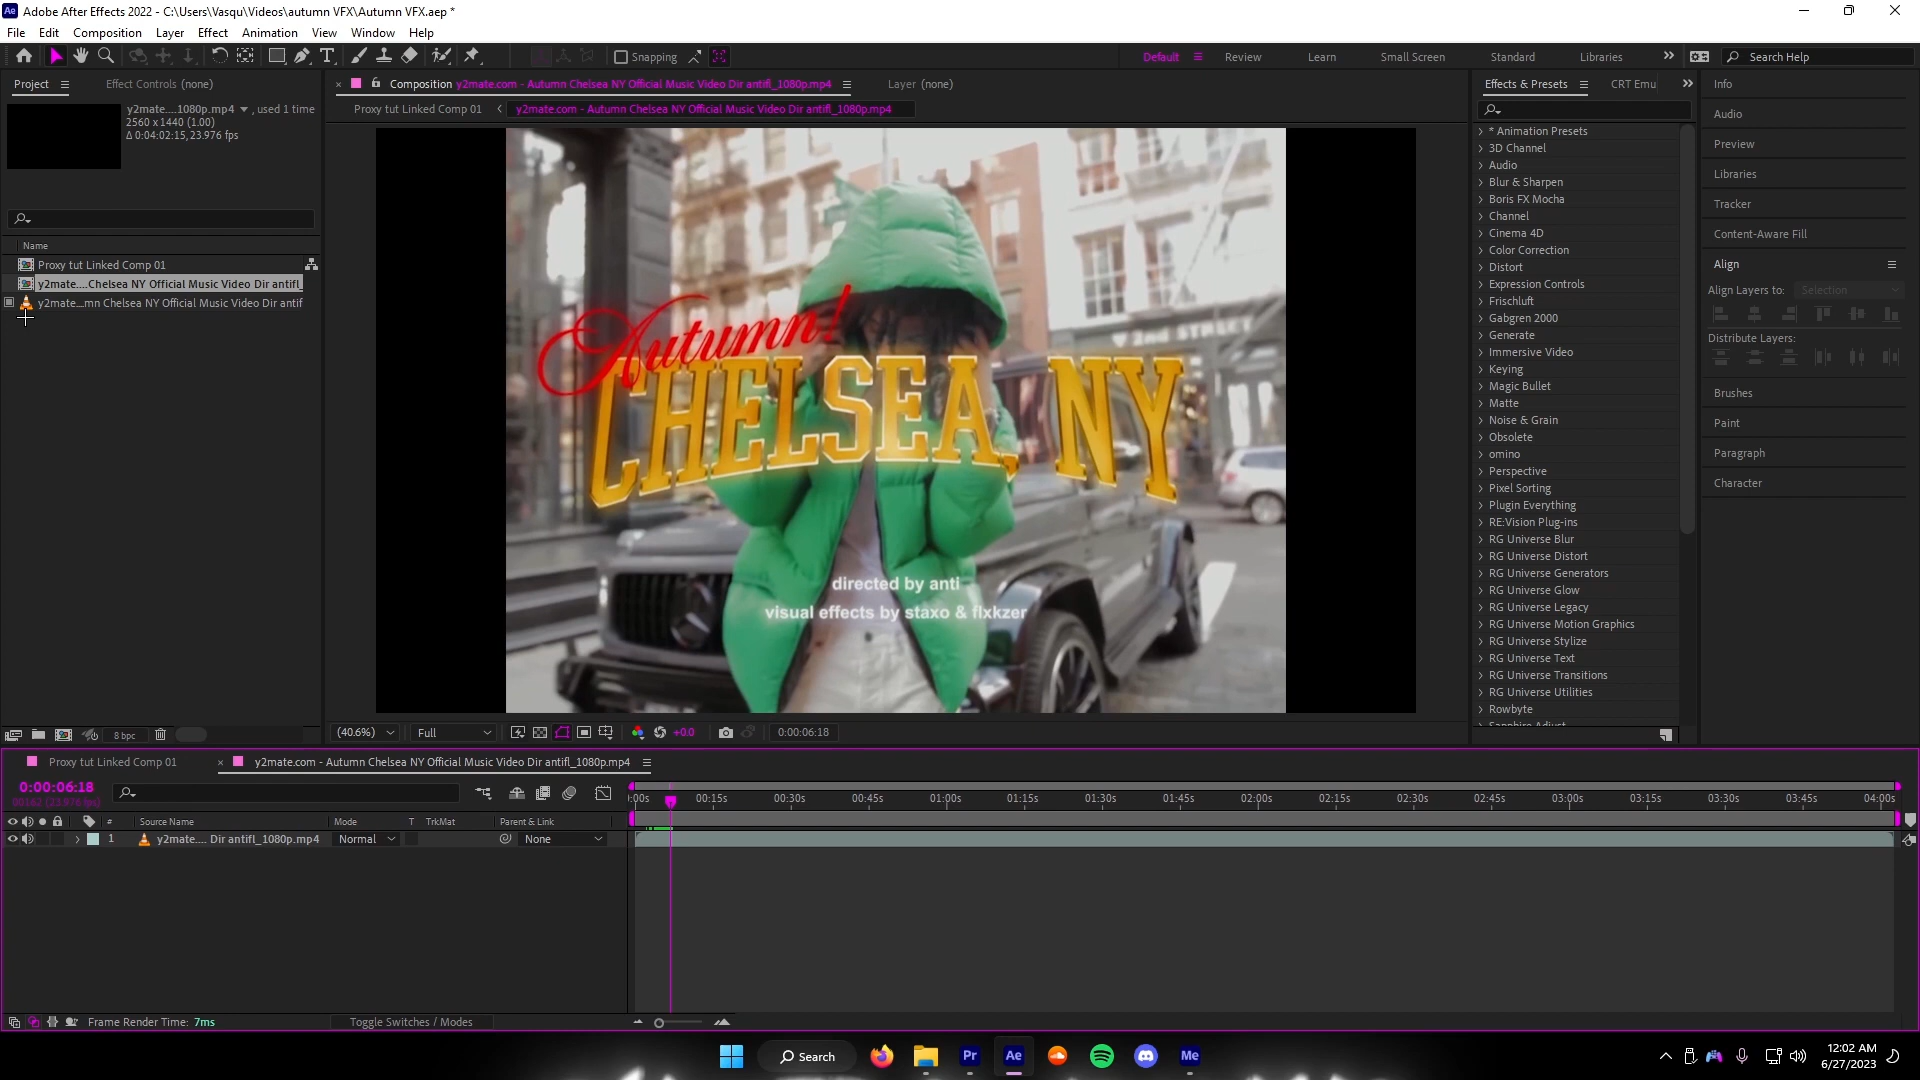 Adobe After Effects 2022 - C:\Users\Vasqu\Videos\autumn VFX\Autumn VFX.aep *
File Edit Composition Layer Effect Animation View Window Help
Snapping
Default Review Learn Small Screen Standard Libraries Search Help
Project Effect Controls (none)
y2mate....1080p.mp4 , used 1 time
2560 x 1440 (1.00)
Δ 0:04:02:15, 23.976 fps
Name
Proxy tut Linked Comp 01
y2mate....Chelsea NY Official Music Video Dir antifl_
y2mate...mn Chelsea NY Official Music Video Dir antif
8 bpc
Composition y2mate.com - Autumn Chelsea NY Official Music Video Dir antifl_1080p.mp4
Layer (none)
Proxy tut Linked Comp 01
y2mate.com - Autumn Chelsea NY Official Music Video Dir antifl_1080p.mp4
2nd STREET
Autumn!
CHELSEA, NY
directed by anti
visual effects by staxo & flxkzer
(40.6%) Full +0.0 0:00:06:18
Effects & Presets CRT Emu
* Animation Presets
3D Channel
Audio
Blur & Sharpen
Boris FX Mocha
Channel
Cinema 4D
Color Correction
Distort
Expression Controls
Frischluft
Gabgren 2000
Generate
Immersive Video
Keying
Magic Bullet
Matte
Noise & Grain
Obsolete
omino
Perspective
Pixel Sorting
Plugin Everything
RE:Vision Plug-ins
RG Universe Blur
RG Universe Distort
RG Universe Generators
RG Universe Glow
RG Universe Legacy
RG Universe Motion Graphics
RG Universe Stylize
RG Universe Text
RG Universe Transitions
RG Universe Utilities
Rowbyte
Sapphire Adjust
Info
Audio
Preview
Libraries
Tracker
Content-Aware Fill
Align
Align Layers to: Selection
Distribute Layers:
Brushes
Paint
Paragraph
Character
Proxy tut Linked Comp 01
y2mate.com - Autumn Chelsea NY Official Music Video Dir antifl_1080p.mp4
0:00:06:18
00162 (23.976 fps)
:00s 00:15s 00:30s 00:45s 01:00s 01:15s 01:30s 01:45s 02:00s 02:15s 02:30s 02:45s 03:00s 03:15s 03:30s 03:45s 04:00s
# Source Name Mode T TrkMat Parent & Link
1 y2mate.... Dir antifl_1080p.mp4 Normal None
Frame Render Time: 7ms
Toggle Switches / Modes
Search
Pr
Ae
Me
12:02 AM
6/27/2023